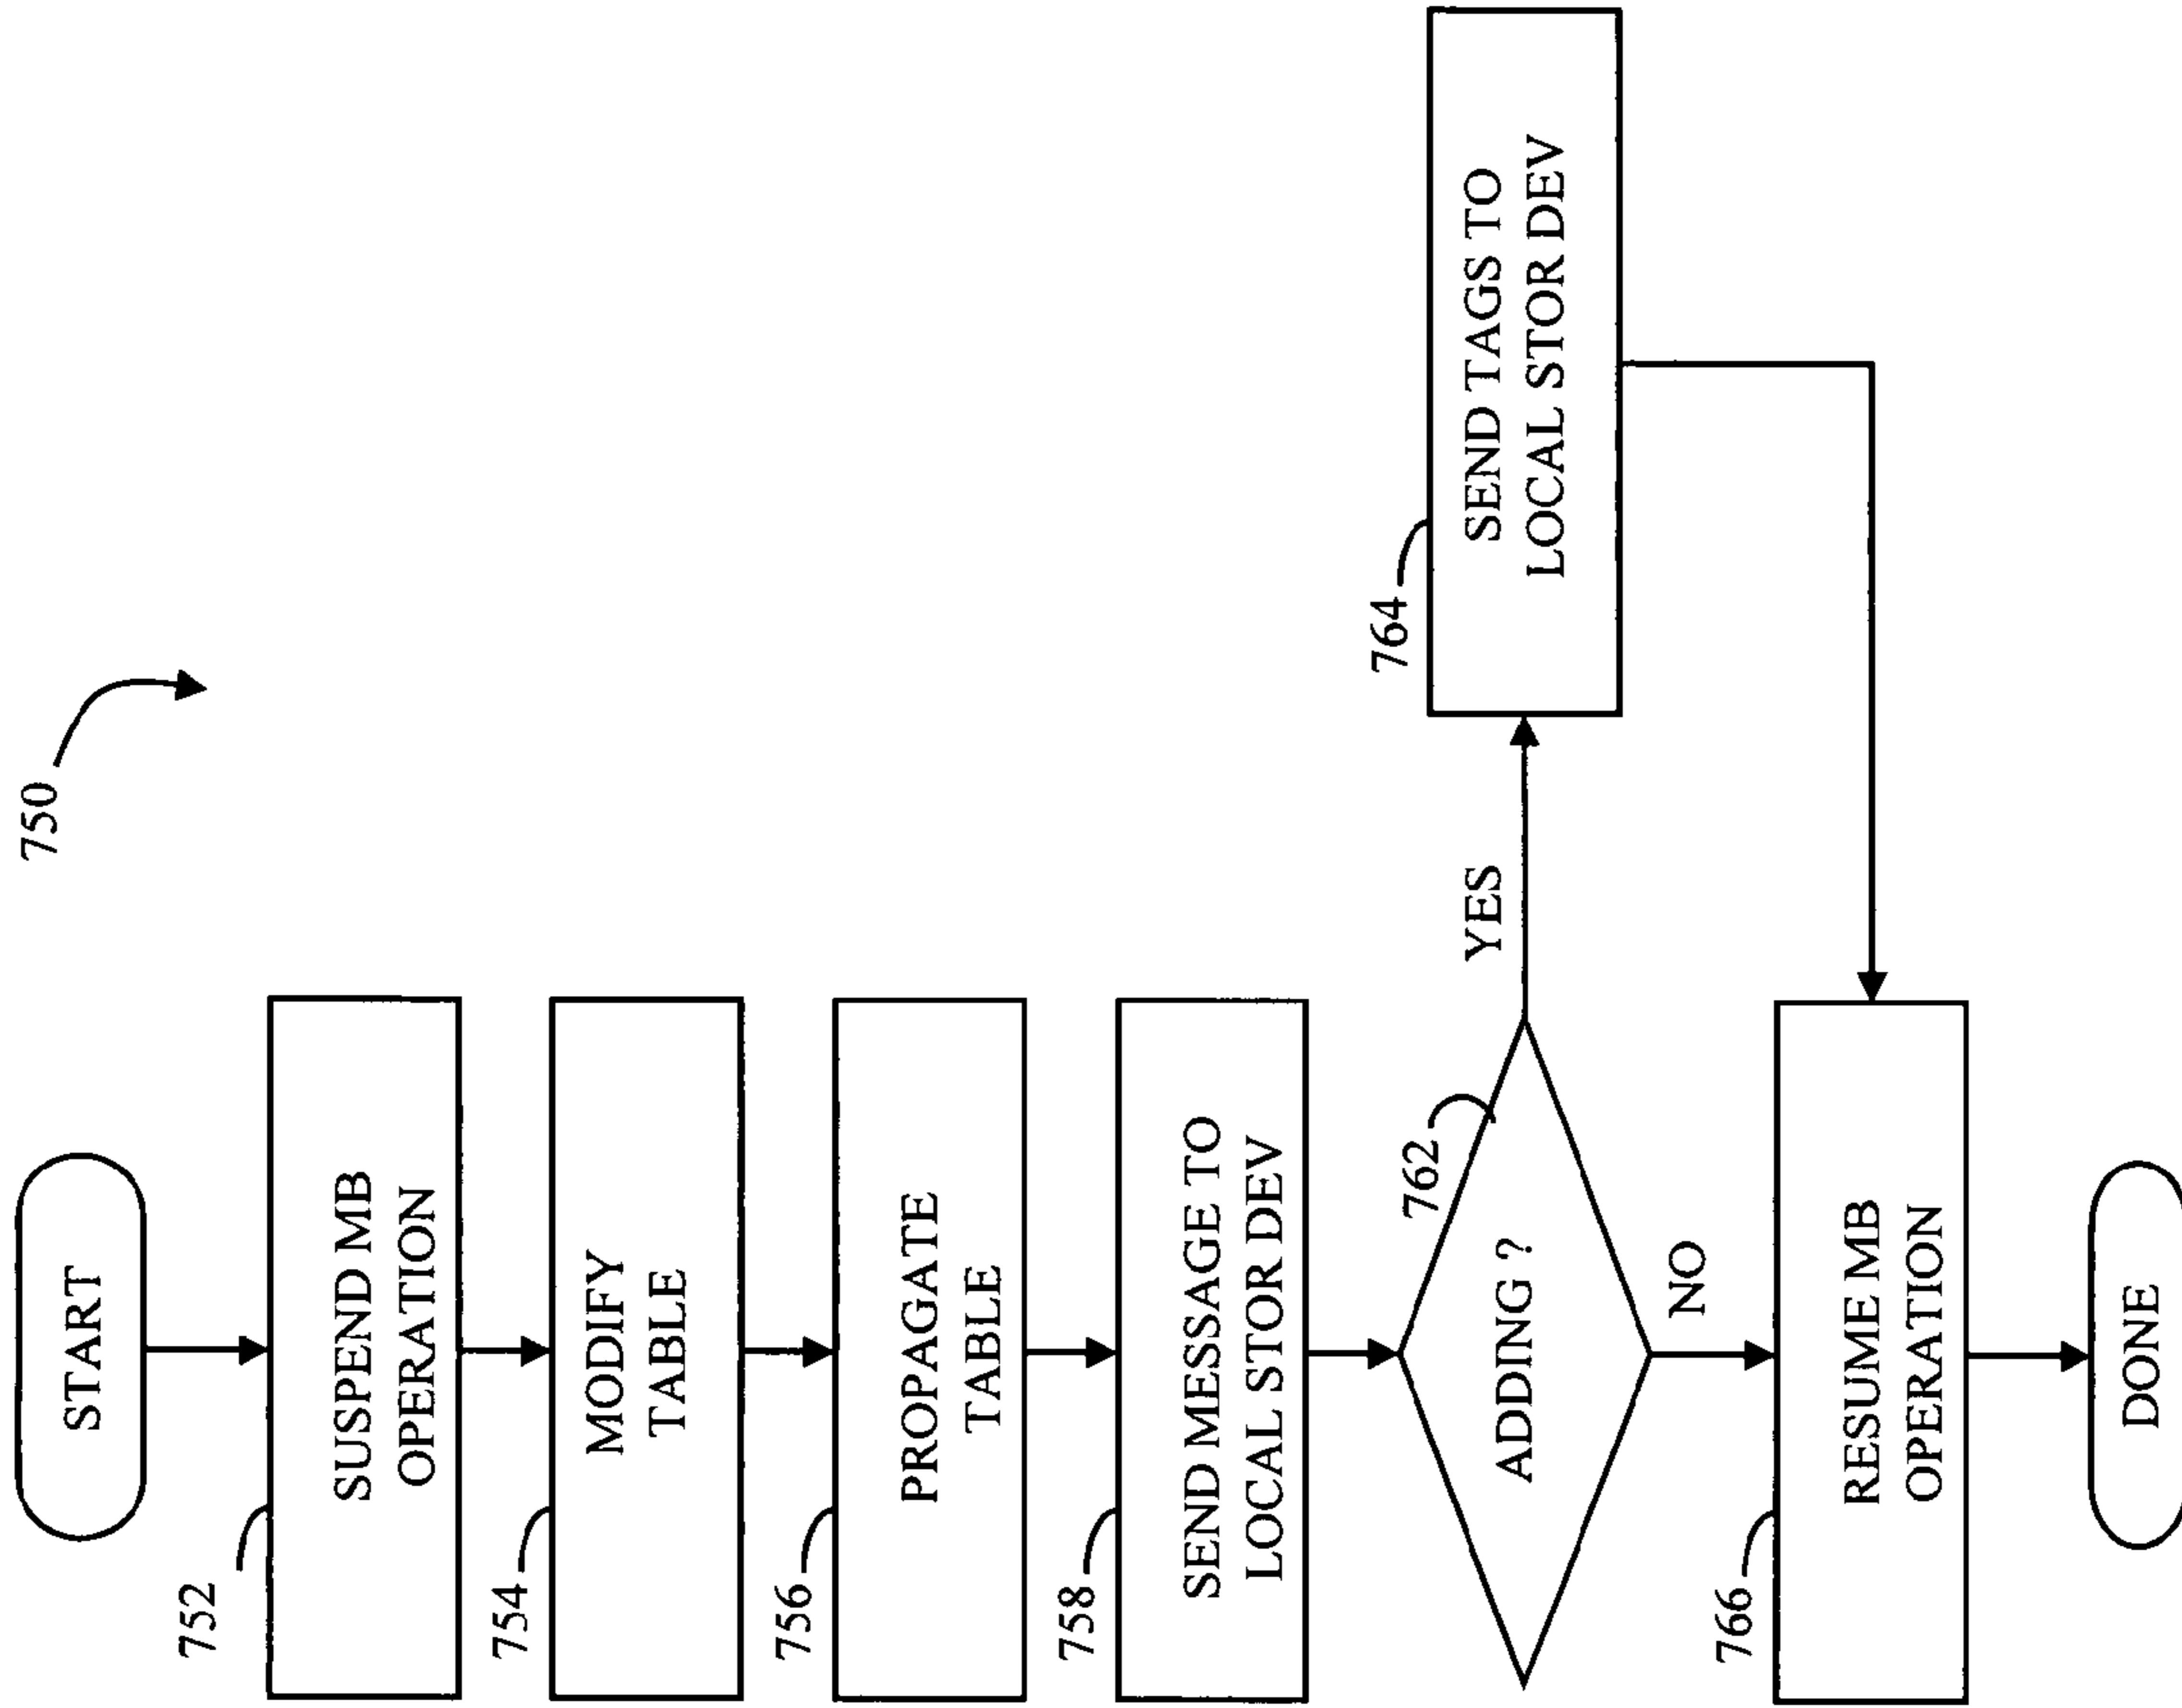 750
START
752
SUSPEND MB
OPERATION
754
MODIFY
TABLE
756
PROPAGATE
TABLE
758
SEND MESSAGE TO
LOCAL STOR DEV
762
ADDING ?
YES
764
SEND TAGS TO
LOCAL STOR DEV
NO
766
RESUME MB
OPERATION
DONE